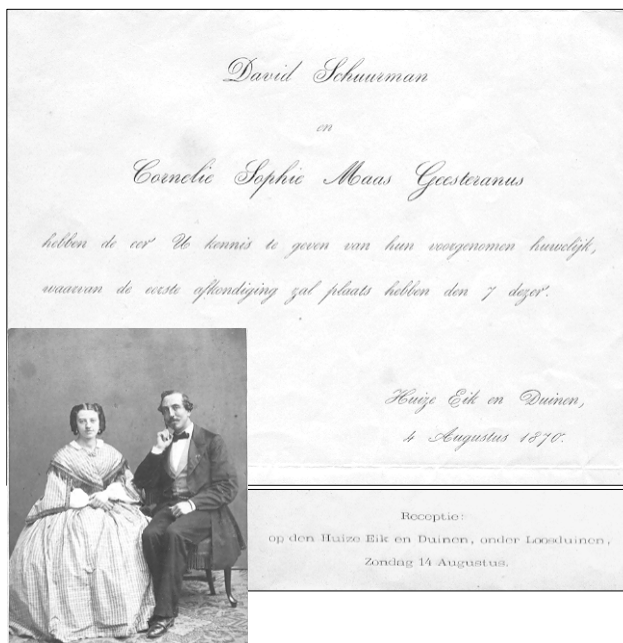 David Schuurman
en
Cornelie Sophie Maas Geesteranus
hebben de eer U kennis te geven van hun voorgenomen huwelijk,
waarvan de eerste afkondiging zal plaats hebben den 7 dezer.
Huize Eik en Duinen,
4 Augustus 1870.
Receptie:
op den Huize Eik en Duinen, onder Loosduinen,
Zondag 14 Augustus.